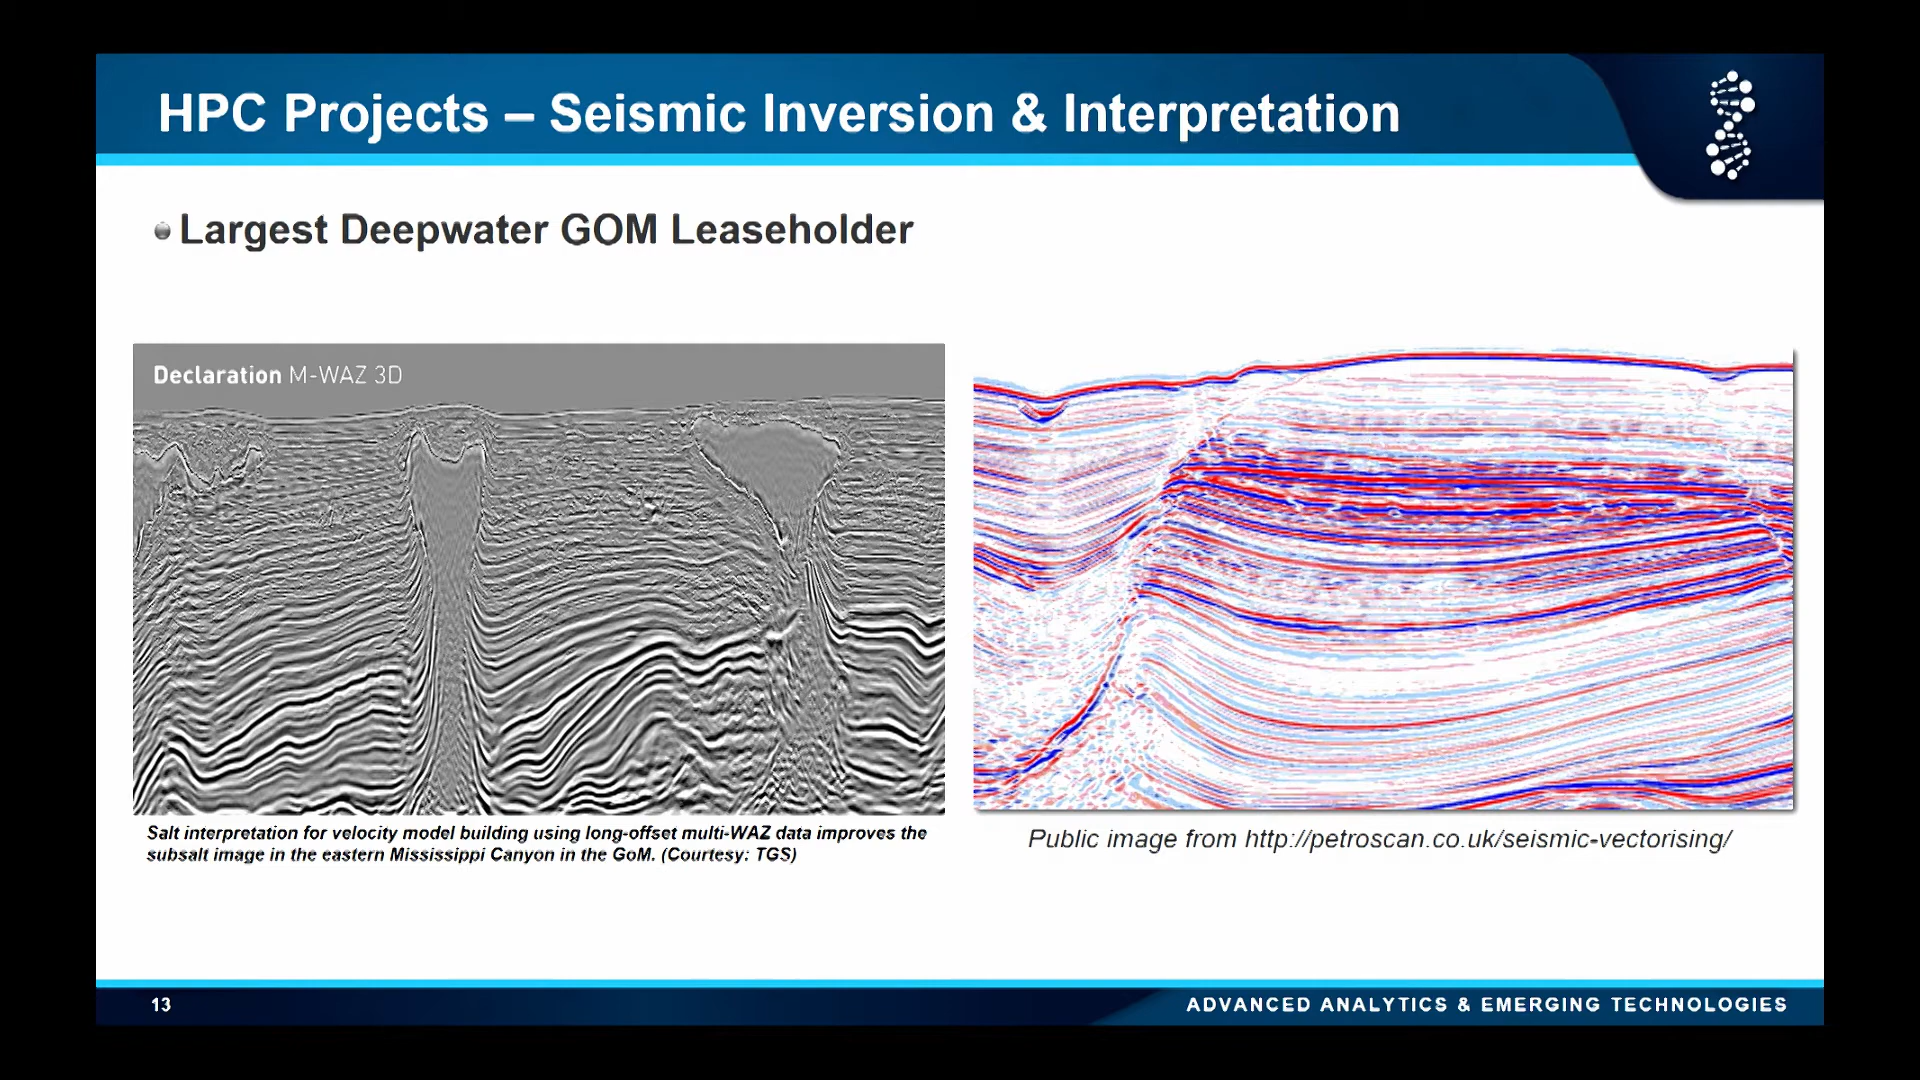 HPC Projects – Seismic Inversion & Interpretation
Largest Deepwater GOM Leaseholder
Declaration M-WAZ 3D
Salt interpretation for velocity model building using long-offset multi-WAZ data improves the
subsalt image in the eastern Mississippi Canyon in the GoM. (Courtesy: TGS)
Public image from http://petroscan.co.uk/seismic-vectorising/
13
ADVANCED ANALYTICS & EMERGING TECHNOLOGIES